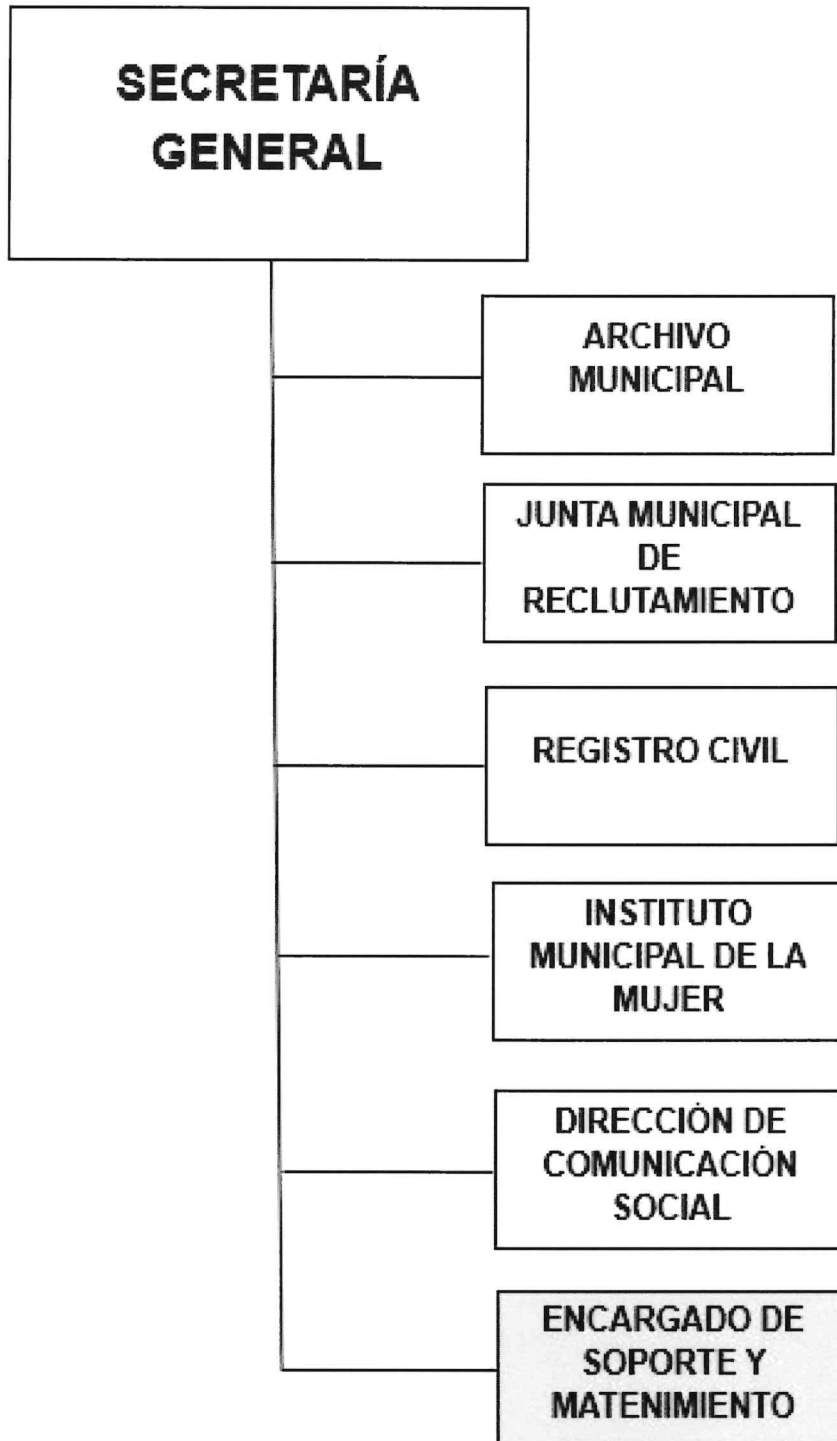 SECRETARÍA
GENERAL
ARCHIVO
MUNICIPAL
JUNTA MUNICIPAL
DE
RECLUTAMIENTO
REGISTRO CIVIL
INSTITUTO
MUNICIPAL DE LA
MUJER
DIRECCIÓN DE
COMUNICACIÓN
SOCIAL
ENCARGADO DE
SOPORTE Y
MATENIMIENTO